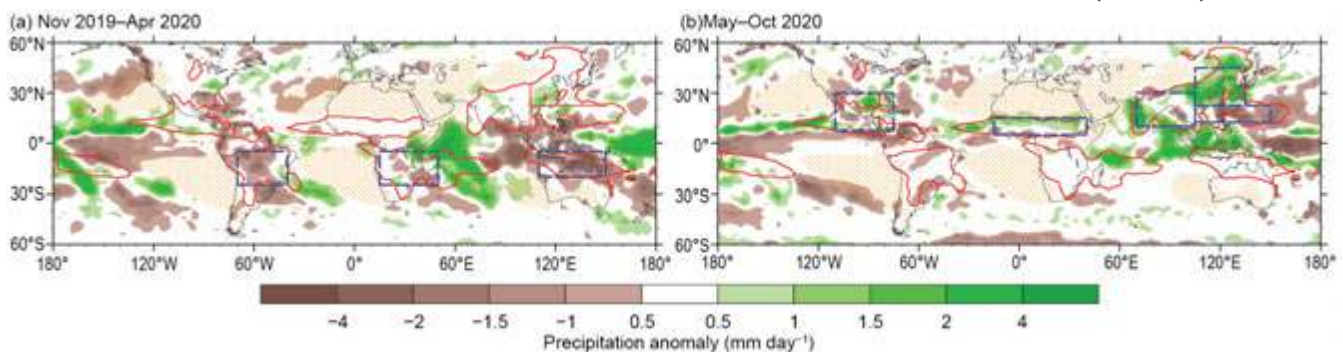 (a) Nov 2019–Apr 2020
(b)May–Oct 2020
60°N
30°N
0°
30°S
60°S
180°
120°W
60°W
0°
60°E
120°E
180°
60°N
30°N
0°
30°S
60°S
180°
120°W
60°W
0°
60°E
120°E
180°
−4
−2
−1.5
−1
0.5
0.5
1
1.5
2
4
Precipitation anomaly (mm day⁻¹)